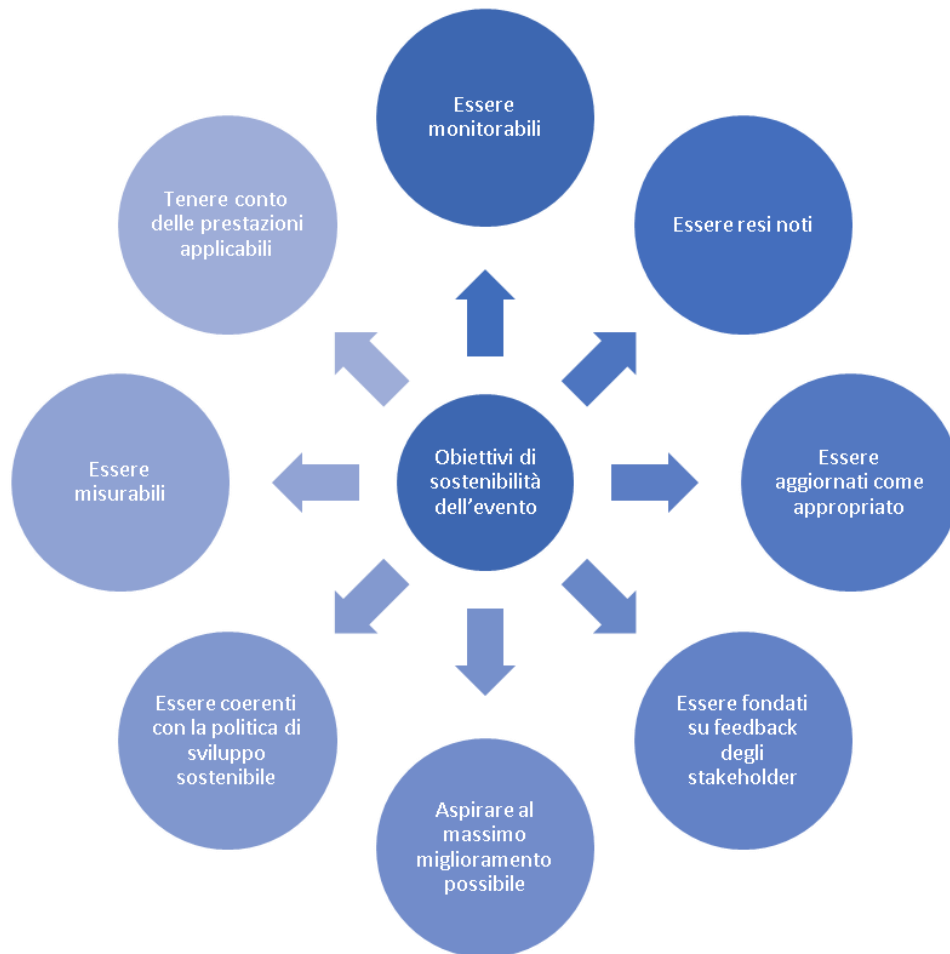 Essere
monitorabili
Essere resi noti
Essere
aggiornati come
appropriato
Essere fondati
su feedback
degli
stakeholder
Aspirare al
massimo
miglioramento
possibile
Essere coerenti
con la politica di
sviluppo
sostenibile
Essere
misurabili
Tenere conto
delle prestazioni
applicabili
Obiettivi di
sostenibilità
dell'evento